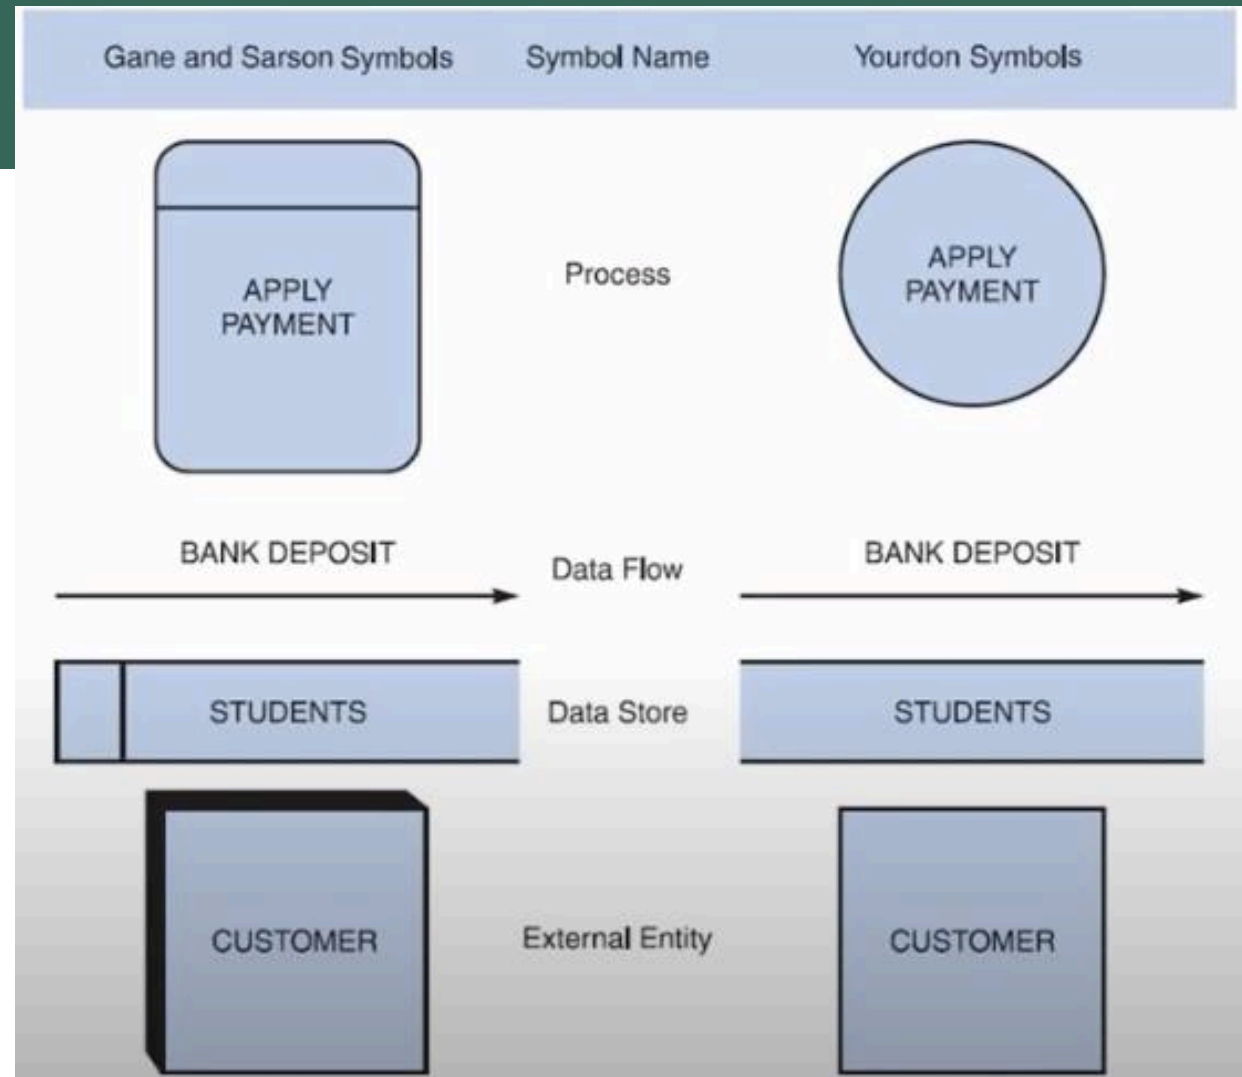 Gane and Sarson Symbols
Symbol Name
Yourdon Symbols
APPLY
PAYMENT
Process
APPLY
PAYMENT
BANK DEPOSIT
Data Flow
BANK DEPOSIT
STUDENTS
Data Store
STUDENTS
CUSTOMER
External Entity
CUSTOMER